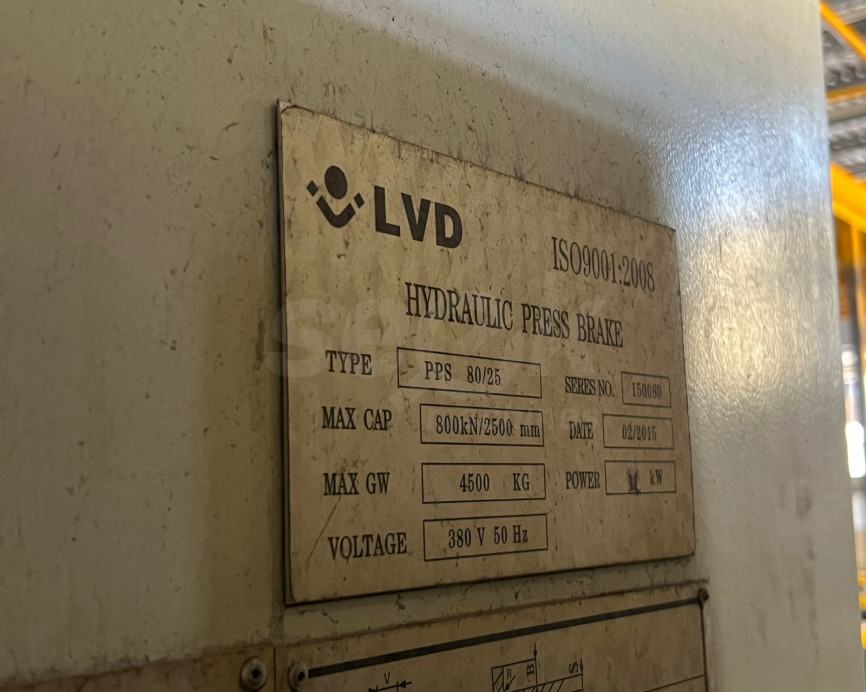 LVD
ISO9001:2008
HYDRAULIC PRESS BRAKE
TYPE PPS 80/25 SERES NO. 150080
MAX CAP 800kN/2500 mm DATE 02/2015
MAX GW 4500 KG POWER kW
VOLTAGE 380 V 50 Hz
V
B
S